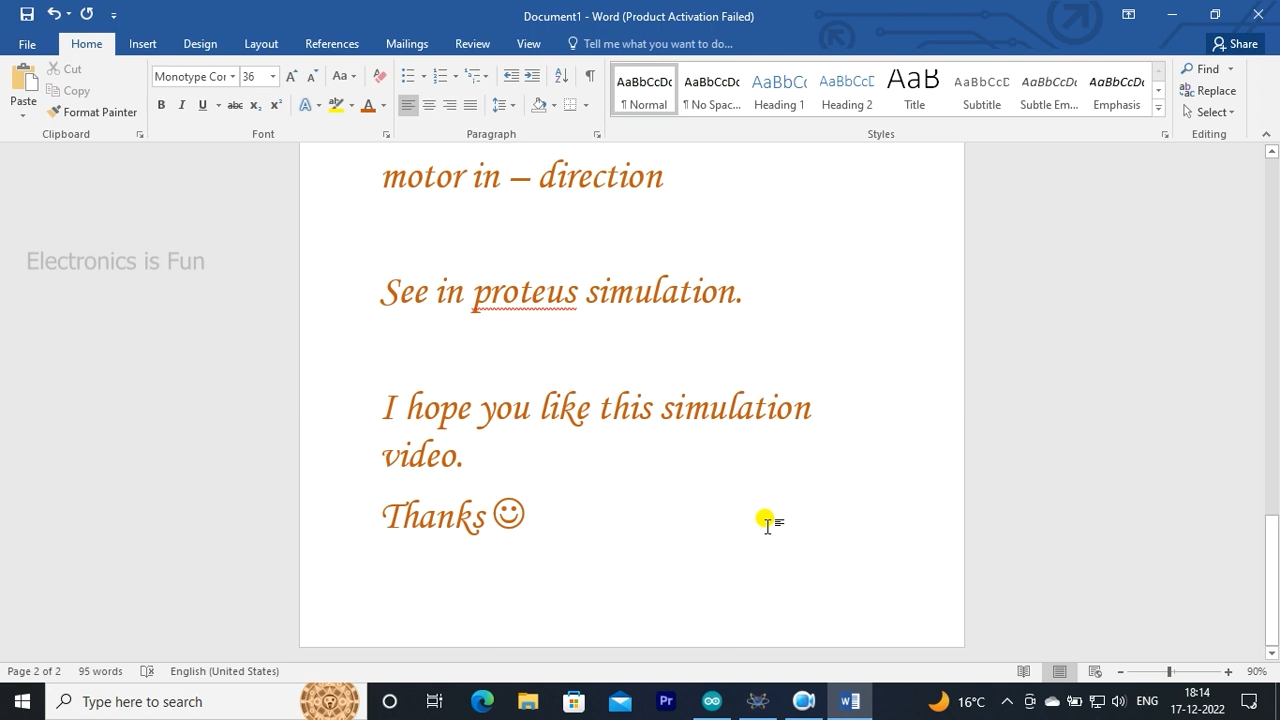 Document1 - Word (Product Activation Failed)
File Home Insert Design Layout References Mailings Review View Tell me what you want to do... Share
Cut
Copy
Format Painter
Paste
Clipboard
Monotype Cor 36
Font
Paragraph
AaBbCcDc AaBbCcDc AaBbCc AaBbCcD AaB AaBbCcD AaBbCcDc AaBbCcDc
¶ Normal ¶ No Spac... Heading 1 Heading 2 Title Subtitle Subtle Em... Emphasis
Styles
Find
Replace
Select
Editing
Electronics is Fun
motor in – direction
See in proteus simulation.
I hope you like this simulation
video.
Thanks ☺
Page 2 of 2 95 words English (United States) 90%
Type here to search
16°C ENG 18:14
17-12-2022